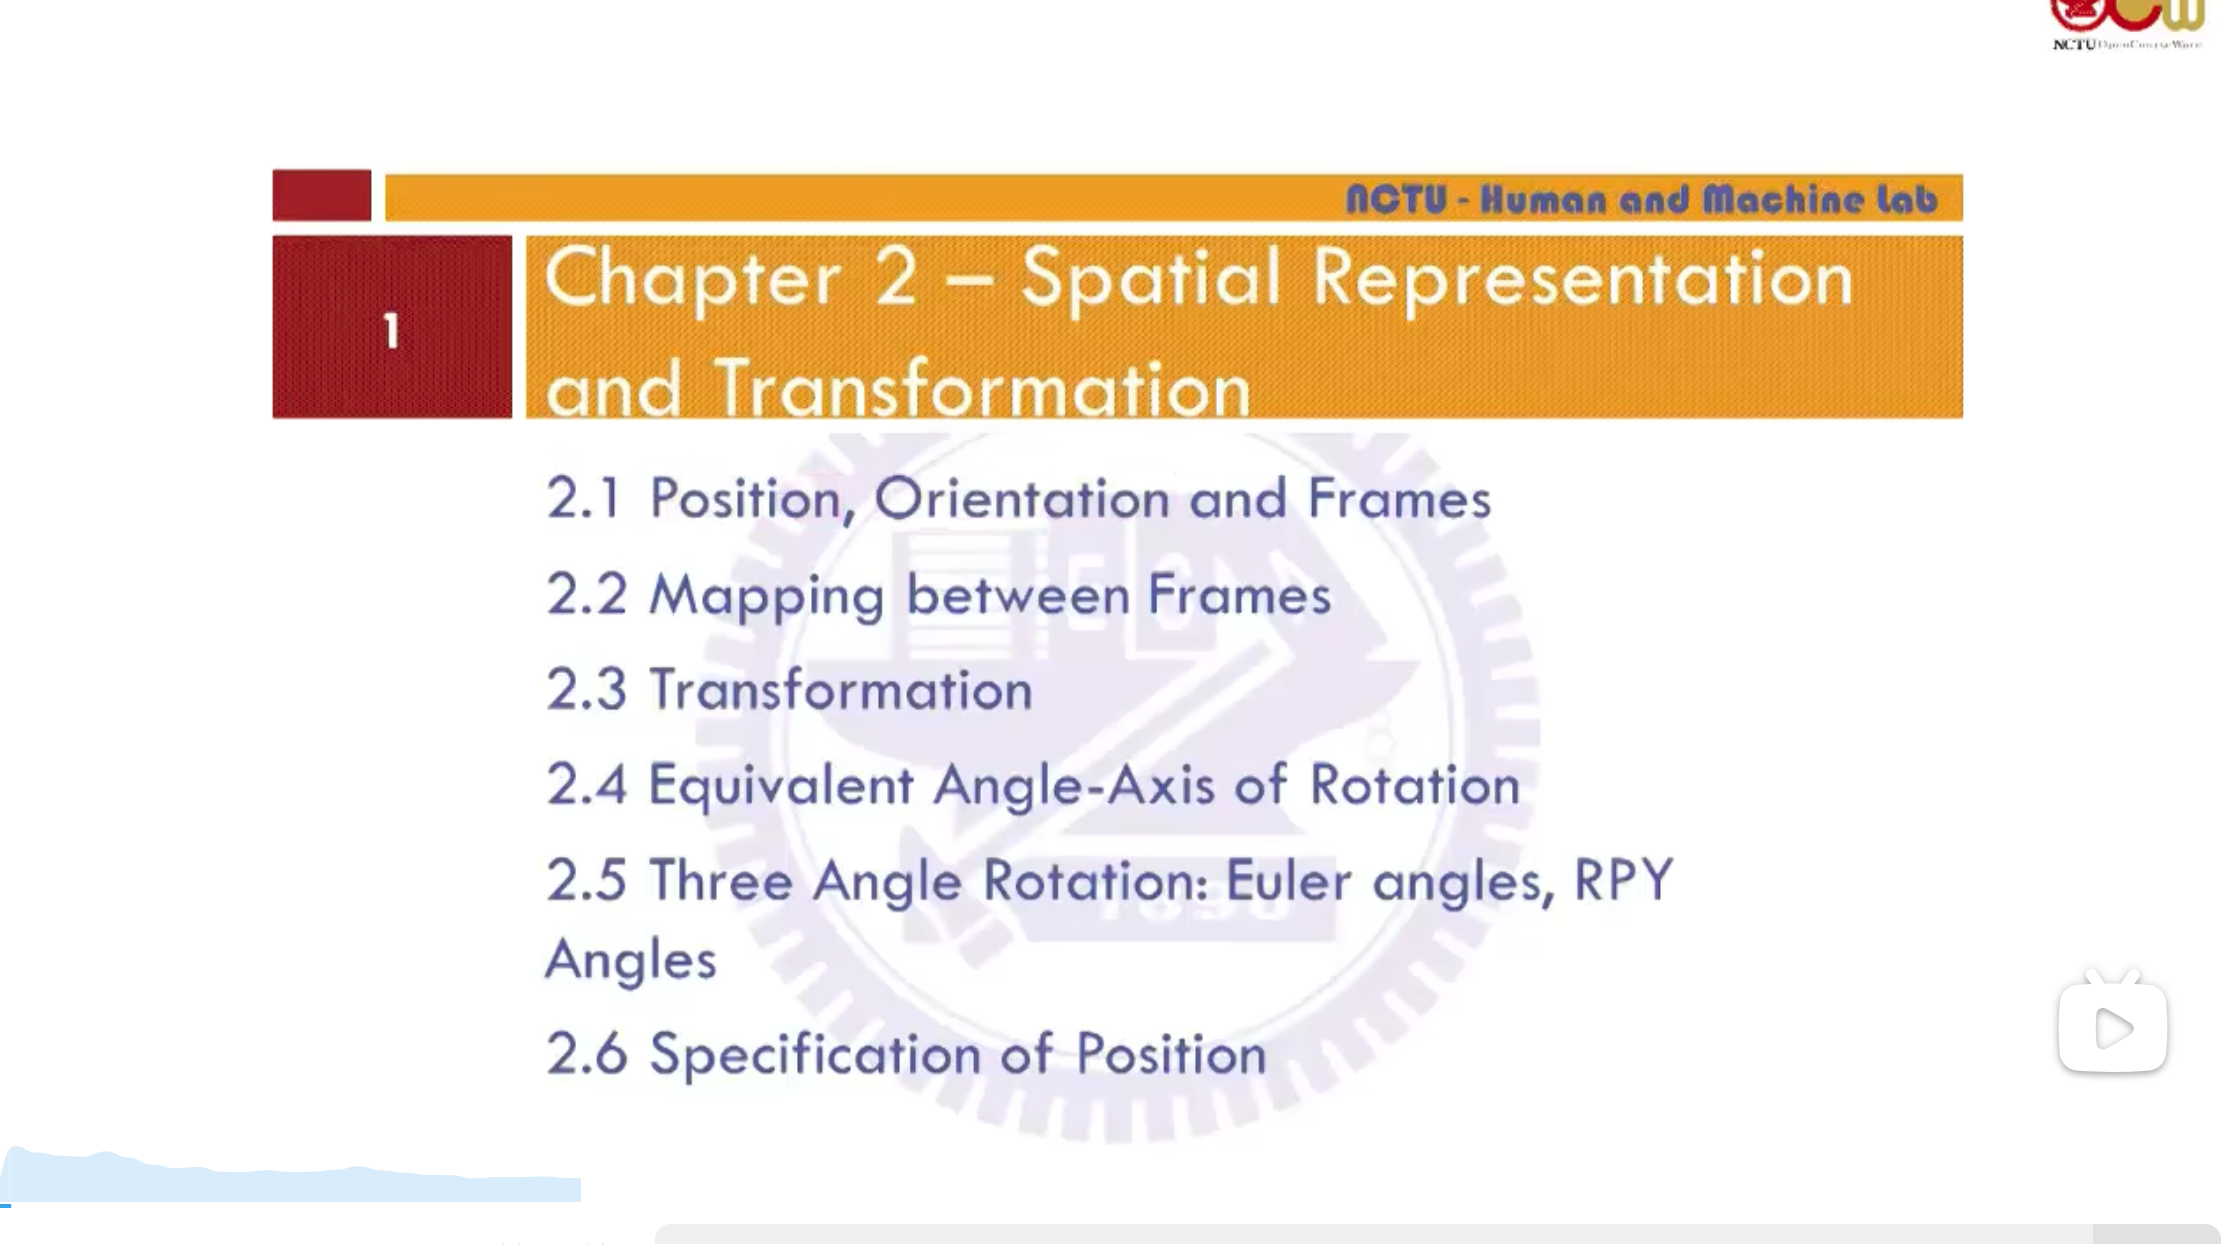 NCTU OpenCourseWare
NCTU - Human and Machine Lab
1
Chapter 2 – Spatial Representation
and Transformation
2.1 Position, Orientation and Frames
2.2 Mapping between Frames
2.3 Transformation
2.4 Equivalent Angle-Axis of Rotation
2.5 Three Angle Rotation: Euler angles, RPY
Angles
2.6 Specification of Position